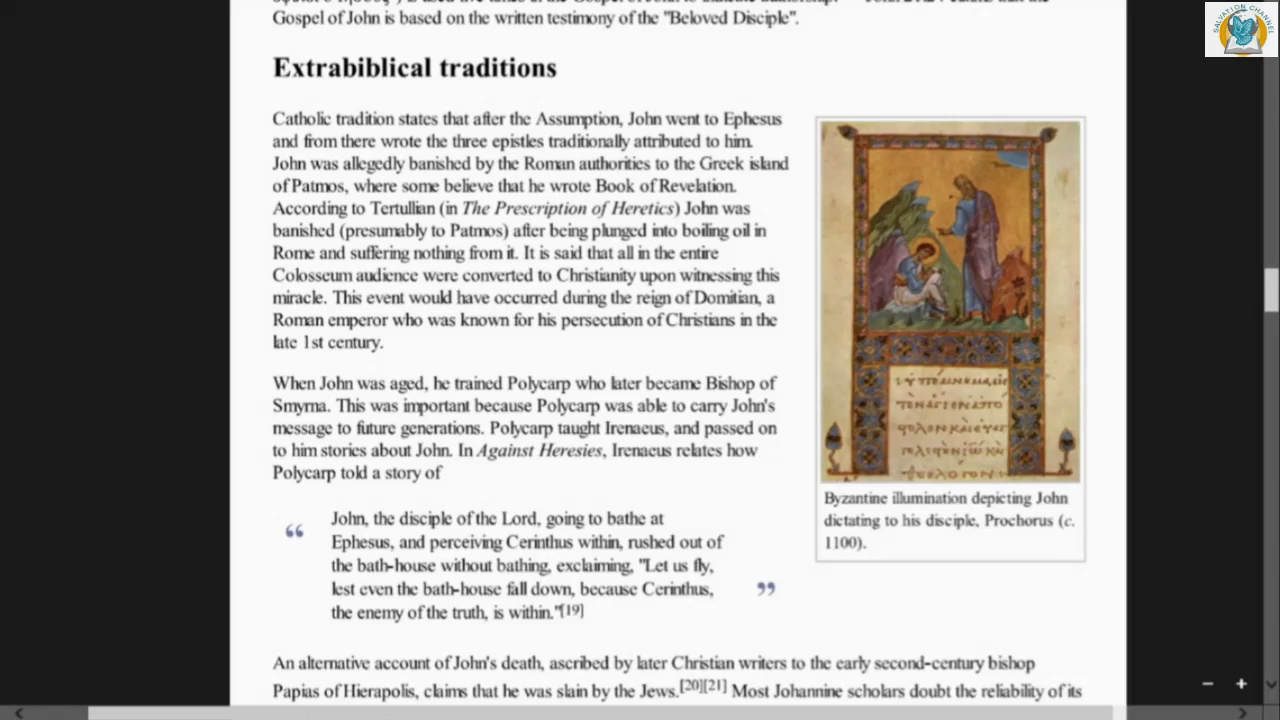 Gospel of John is based on the written testimony of the "Beloved Disciple".
Extrabiblical traditions
Catholic tradition states that after the Assumption, John went to Ephesus
and from there wrote the three epistles traditionally attributed to him.
John was allegedly banished by the Roman authorities to the Greek island
of Patmos, where some believe that he wrote Book of Revelation.
According to Tertullian (in The Prescription of Heretics) John was
banished (presumably to Patmos) after being plunged into boiling oil in
Rome and suffering nothing from it. It is said that all in the entire
Colosseum audience were converted to Christianity upon witnessing this
miracle. This event would have occurred during the reign of Domitian, a
Roman emperor who was known for his persecution of Christians in the
late 1st century.
When John was aged, he trained Polycarp who later became Bishop of
Smyrna. This was important because Polycarp was able to carry John's
message to future generations. Polycarp taught Irenaeus, and passed on
to him stories about John. In Against Heresies, Irenaeus relates how
Polycarp told a story of
“ John, the disciple of the Lord, going to bathe at
Ephesus, and perceiving Cerinthus within, rushed out of
the bath-house without bathing, exclaiming, "Let us fly,
lest even the bath-house fall down, because Cerinthus, ”
the enemy of the truth, is within."[19]
An alternative account of John's death, ascribed by later Christian writers to the early second-century bishop
Papias of Hierapolis, claims that he was slain by the Jews.[20][21] Most Johannine scholars doubt the reliability of its
Byzantine illumination depicting John
dictating to his disciple, Prochorus (c.
1100).
SALVATION CHANNEL